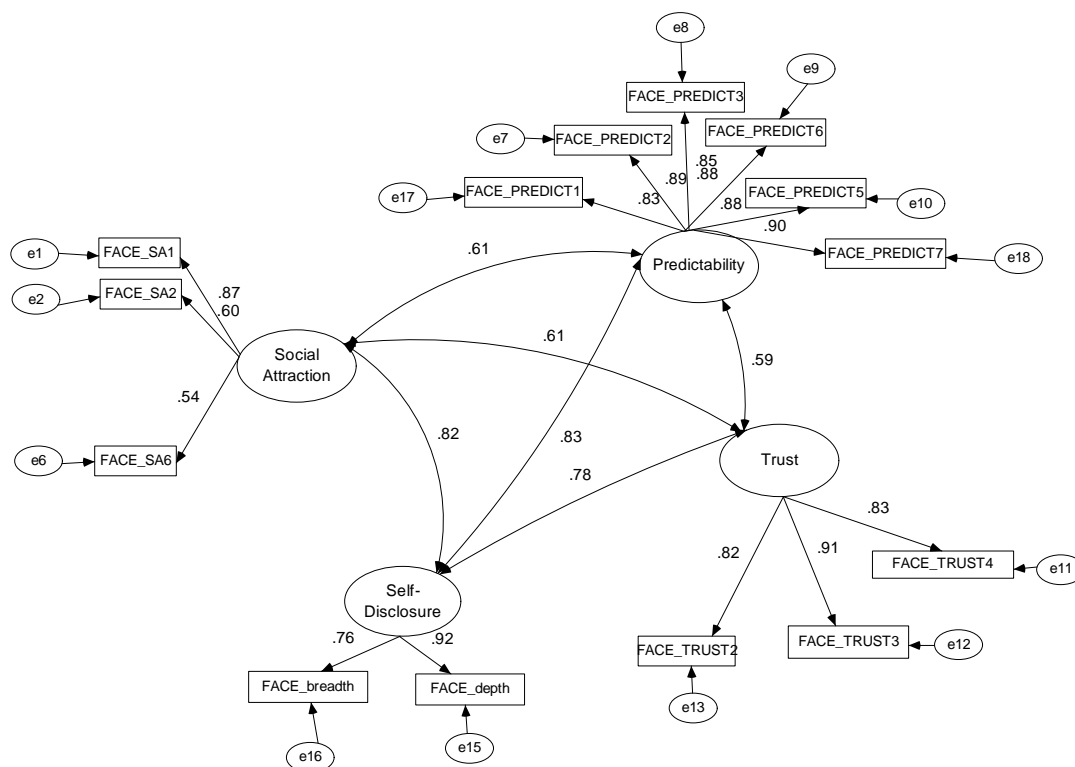 e8
e9
FACE_PREDICT3
FACE_PREDICT6
e7
FACE_PREDICT2
.85
.88
.89
FACE_PREDICT1
e17
.83
.88
FACE_PREDICT5
e10
.90
FACE_PREDICT7
e18
Predictability
e1
FACE_SA1
e2
FACE_SA2
.87
.60
.61
Social
Attraction
.61
.59
.54
.82
.83
.78
e6
FACE_SA6
Trust
.83
.82
.91
FACE_TRUST4
e11
Self-
Disclosure
.76
.92
FACE_TRUST2
FACE_TRUST3
e12
FACE_breadth
FACE_depth
e13
e16
e15